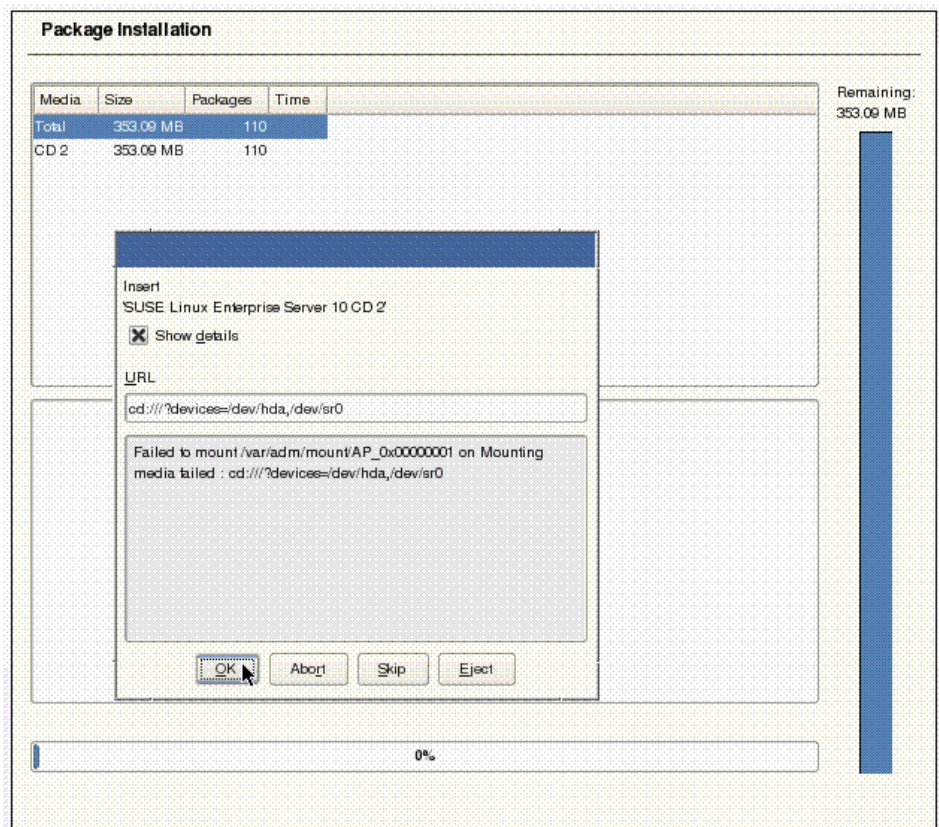 Package Installation
Media Size Packages Time
Total 353.09 MB 110
CD 2 353.09 MB 110
Remaining:
353.09 MB
Insert
'SUSE Linux Enterprise Server 10 CD 2'
Show details
URL
cd:///?devices=/dev/hda,/dev/sr0
Failed to mount /var/adm/mount/AP_0x00000001 on Mounting
media failed : cd:///?devices=/dev/hda,/dev/sr0
OK Abort Skip Eject
0%